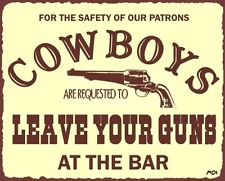 FOR THE SAFETY OF OUR PATRONS
COWBOYS
ARE REQUESTED TO
LEAVE YOUR GUNS
AT THE BAR